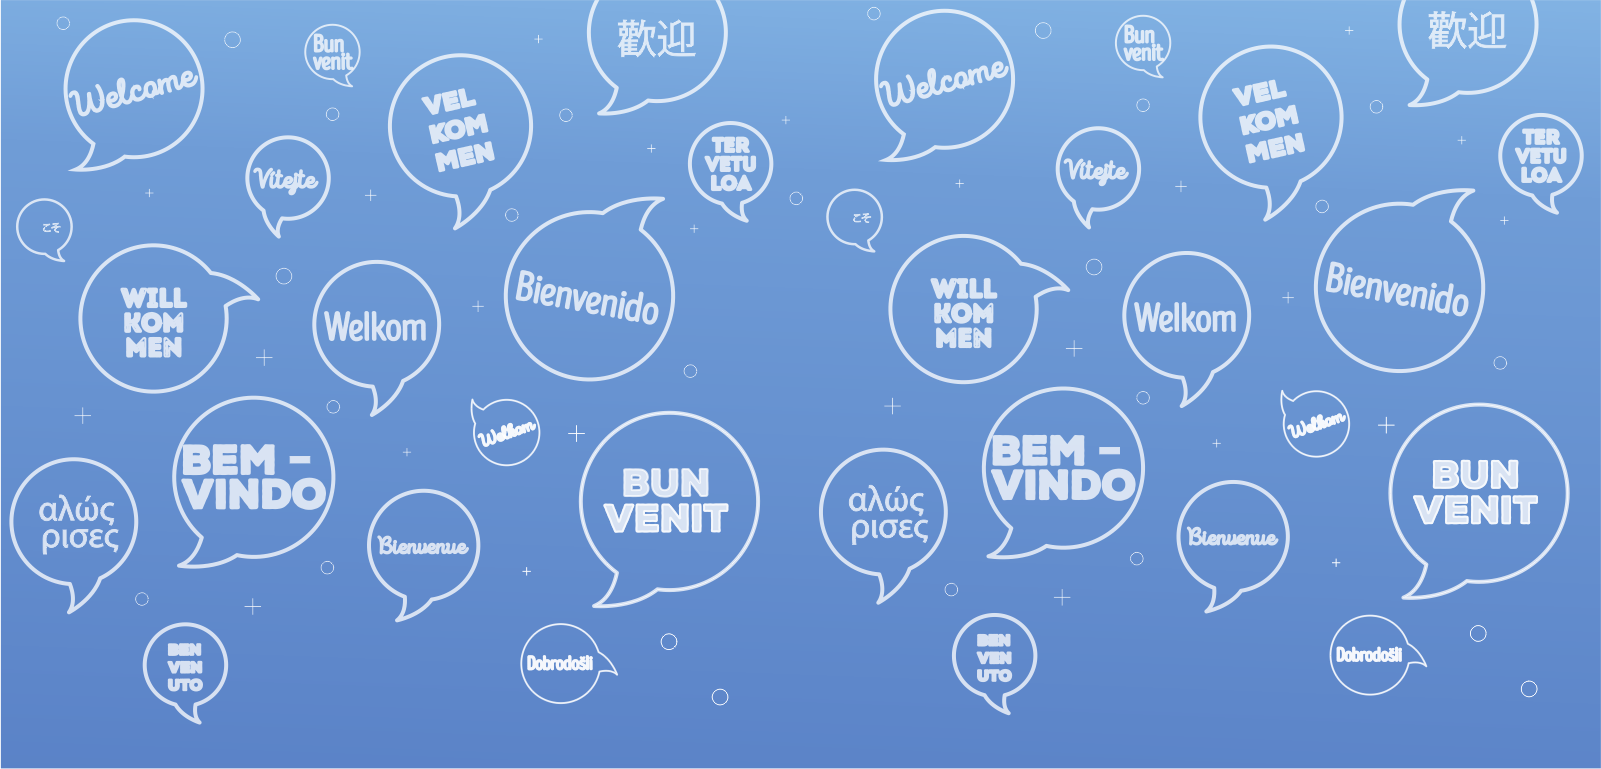 Welcome
Bun
venit
歡迎
VEL
KOM
MEN
TER
VETU
LOA
Vítejte
こそ
WILL
KOM
MEN
Welkom
Bienvenido
BEM –
VINDO
Welkom
BUN
VENIT
αλώς
ρισες
Bienvenue
BEN
VEN
UTO
Dobrodošli
Welcome
Bun
venit
歡迎
VEL
KOM
MEN
TER
VETU
LOA
Vítejte
こそ
WILL
KOM
MEN
Welkom
Bienvenido
BEM –
VINDO
Welkom
BUN
VENIT
αλώς
ρισες
Bienvenue
BEN
VEN
UTO
Dobrodošli